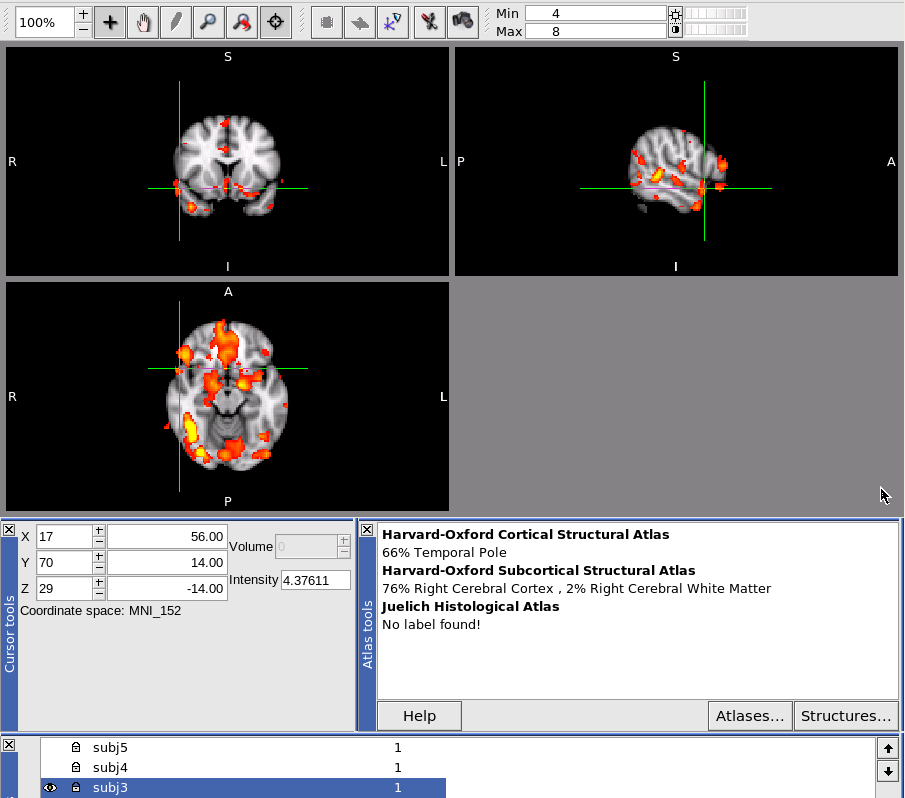 100%
Min 4
Max 8
S
R
L
I
S
P
A
I
A
R
L
P
X 17 56.00
Y 70 14.00
Z 29 -14.00
Volume 0
Intensity 4.37611
Coordinate space: MNI_152
Cursor tools
Atlas tools
Harvard-Oxford Cortical Structural Atlas
66% Temporal Pole
Harvard-Oxford Subcortical Structural Atlas
76% Right Cerebral Cortex , 2% Right Cerebral White Matter
Juelich Histological Atlas
No label found!
Help
Atlases...
Structures...
subj5 1
subj4 1
subj3 1